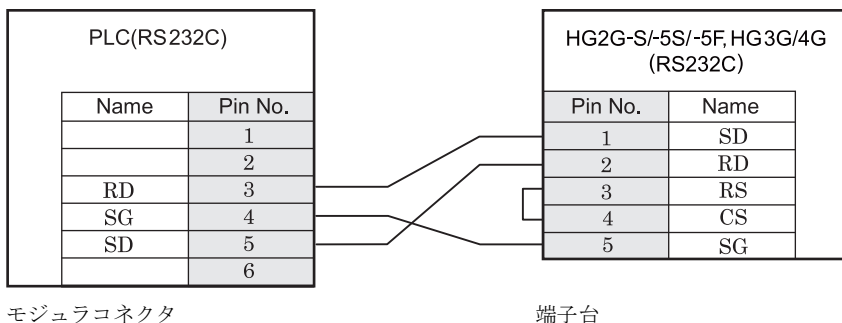 PLC(RS232C)
Name Pin No.
1
2
RD 3
SG 4
SD 5
6
モジュラコネクタ
HG2G-S/-5S/-5F, HG3G/4G
(RS232C)
Pin No. Name
1 SD
2 RD
3 RS
4 CS
5 SG
端子台